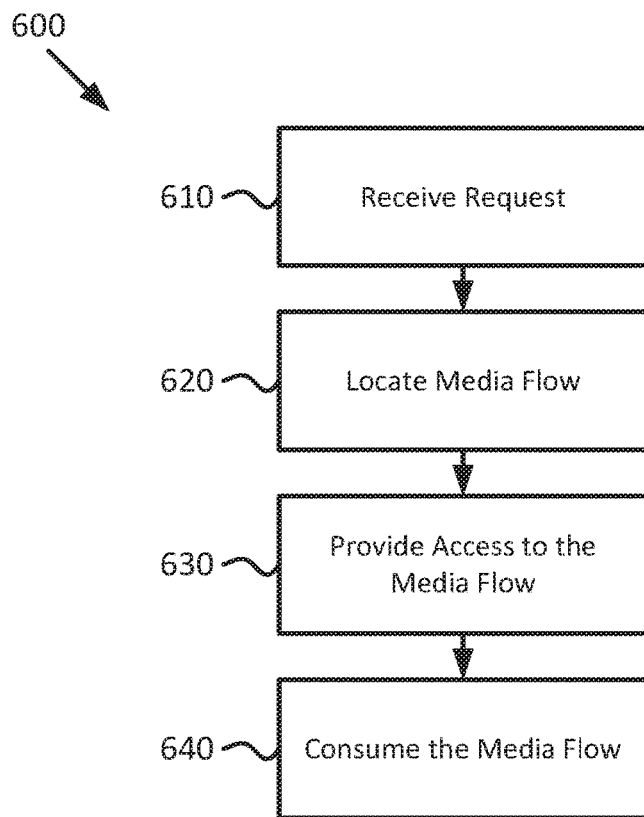 600
610
Receive Request
620
Locate Media Flow
630
Provide Access to the
Media Flow
640
Consume the Media Flow